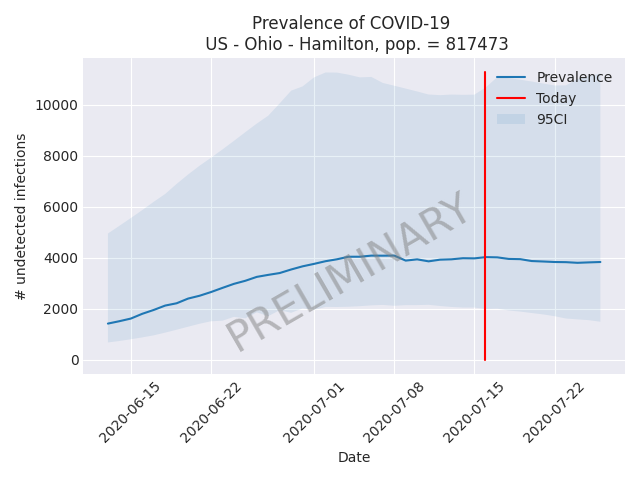 Prevalence of COVID-19
US - Ohio - Hamilton, pop. = 817473
Prevalence
Today
95CI
10000
8000
6000
4000
2000
0
# undetected infections
PRELIMINARY
2020-06-15
2020-06-22
2020-07-01
2020-07-08
2020-07-15
2020-07-22
Date